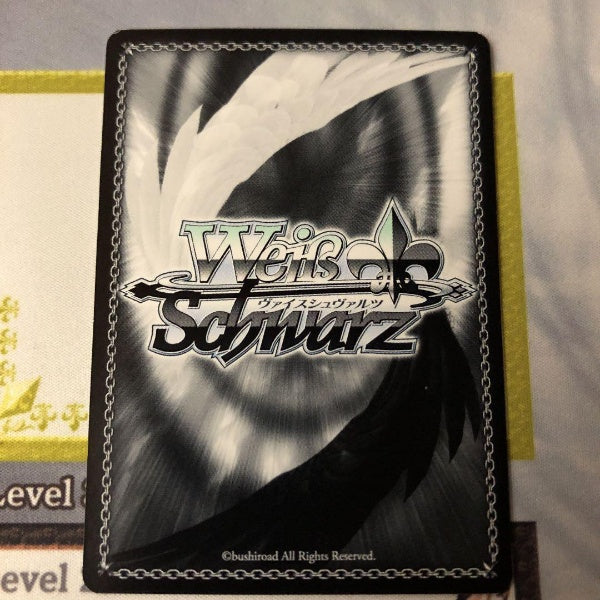 Weiß
ヴァイスシュヴァルツ
Schwarz
©bushiroad All Rights Reserved.
Level
Level